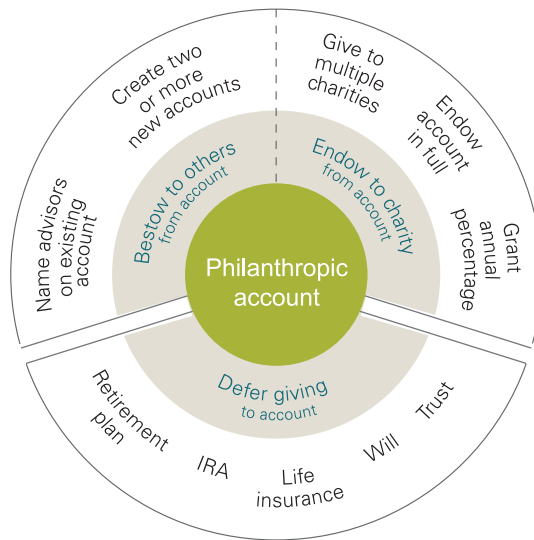 Create two
or more
new accounts
Give to
multiple
charities
Endow
account
in full
Name advisors
on existing
account
Bestow to others
from account
Endow to charity
from account
Grant
annual
percentage
Philanthropic
account
Defer giving
to account
Retirement
plan
IRA
Life
insurance
Will
Trust